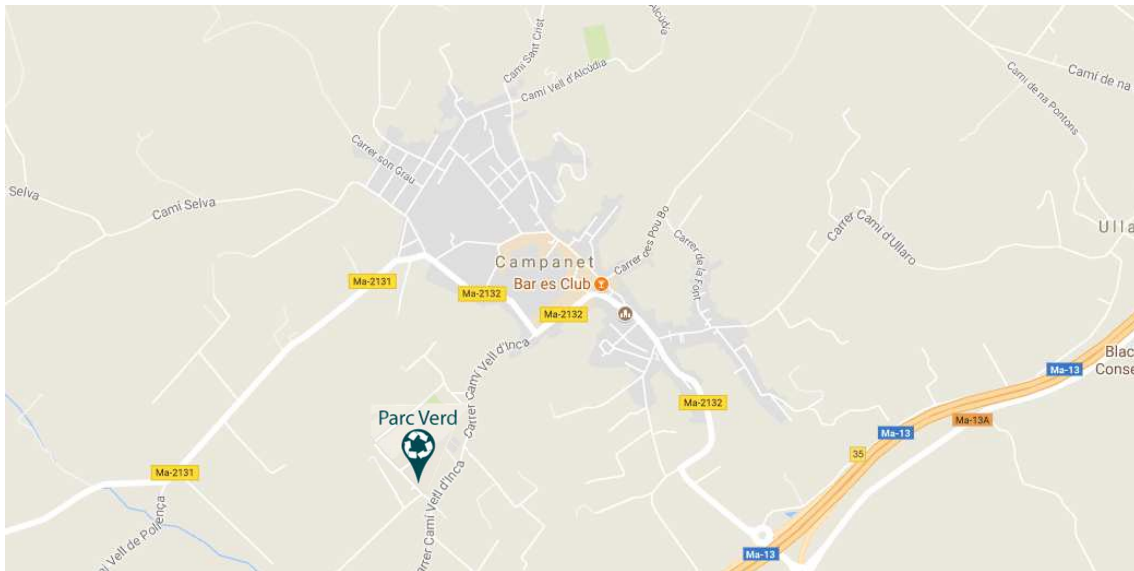 Camí Sant Crist
Alcúdia
Camí Vell d'Alcúdia
Camí de na
Camí de na Pontons
Carrer son Grau
Selva
Camí Selva
Carrer Camí d'Ullaro
Ulla
Carrer des Pou Bo
Carrer de la Font
Campanet
Bar es Club
Ma-2131
Ma-2132
Ma-2132
Carrer Camí Vell d'Inca
Blac
Conse
Ma-13
Ma-2132
Ma-13A
Parc Verd
Ma-13
35
Ma-2131
Carrer Camí Vell d'Inca
í Vell de Pollença
Ma-13